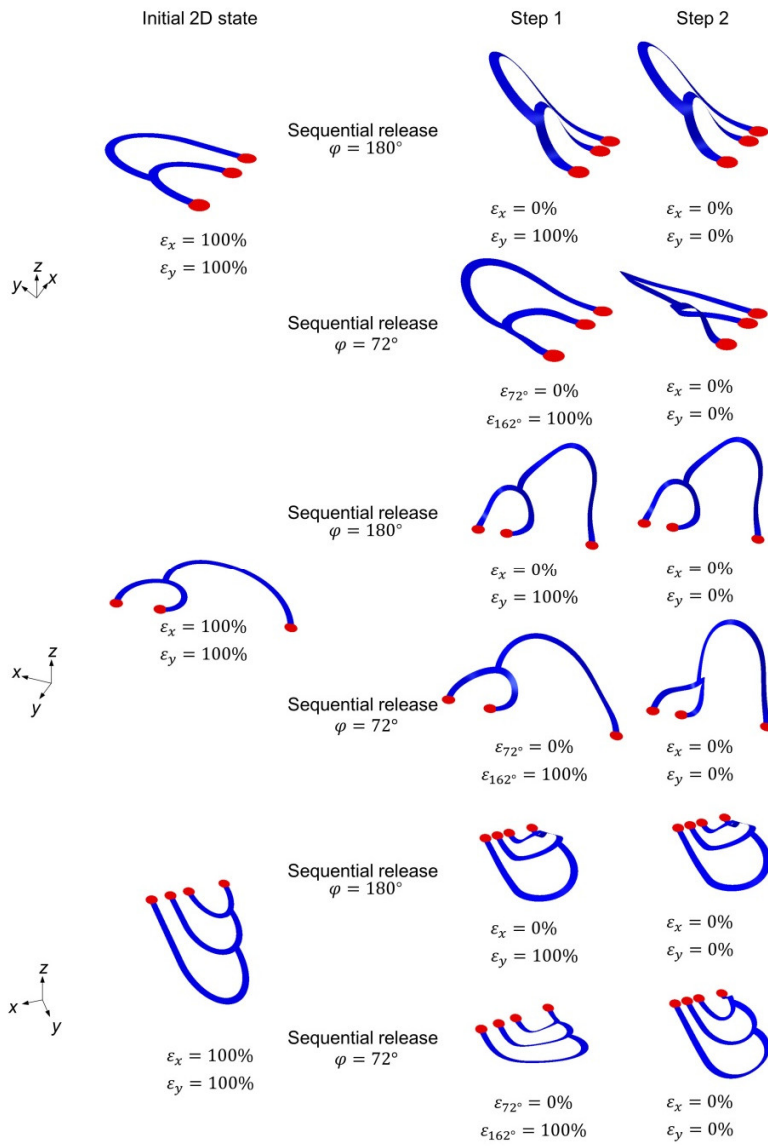 Initial 2D state
Step 1
Step 2
Sequential release
φ = 180°
εx = 100%
εy = 100%
εx = 0%
εy = 100%
εx = 0%
εy = 0%
z
y
x
Sequential release
φ = 72°
ε72° = 0%
ε162° = 100%
εx = 0%
εy = 0%
Sequential release
φ = 180°
εx = 0%
εy = 100%
εx = 0%
εy = 0%
εx = 100%
εy = 100%
z
x
y
Sequential release
φ = 72°
ε72° = 0%
ε162° = 100%
εx = 0%
εy = 0%
Sequential release
φ = 180°
εx = 0%
εy = 100%
εx = 0%
εy = 0%
z
x
y
εx = 100%
εy = 100%
Sequential release
φ = 72°
ε72° = 0%
ε162° = 100%
εx = 0%
εy = 0%